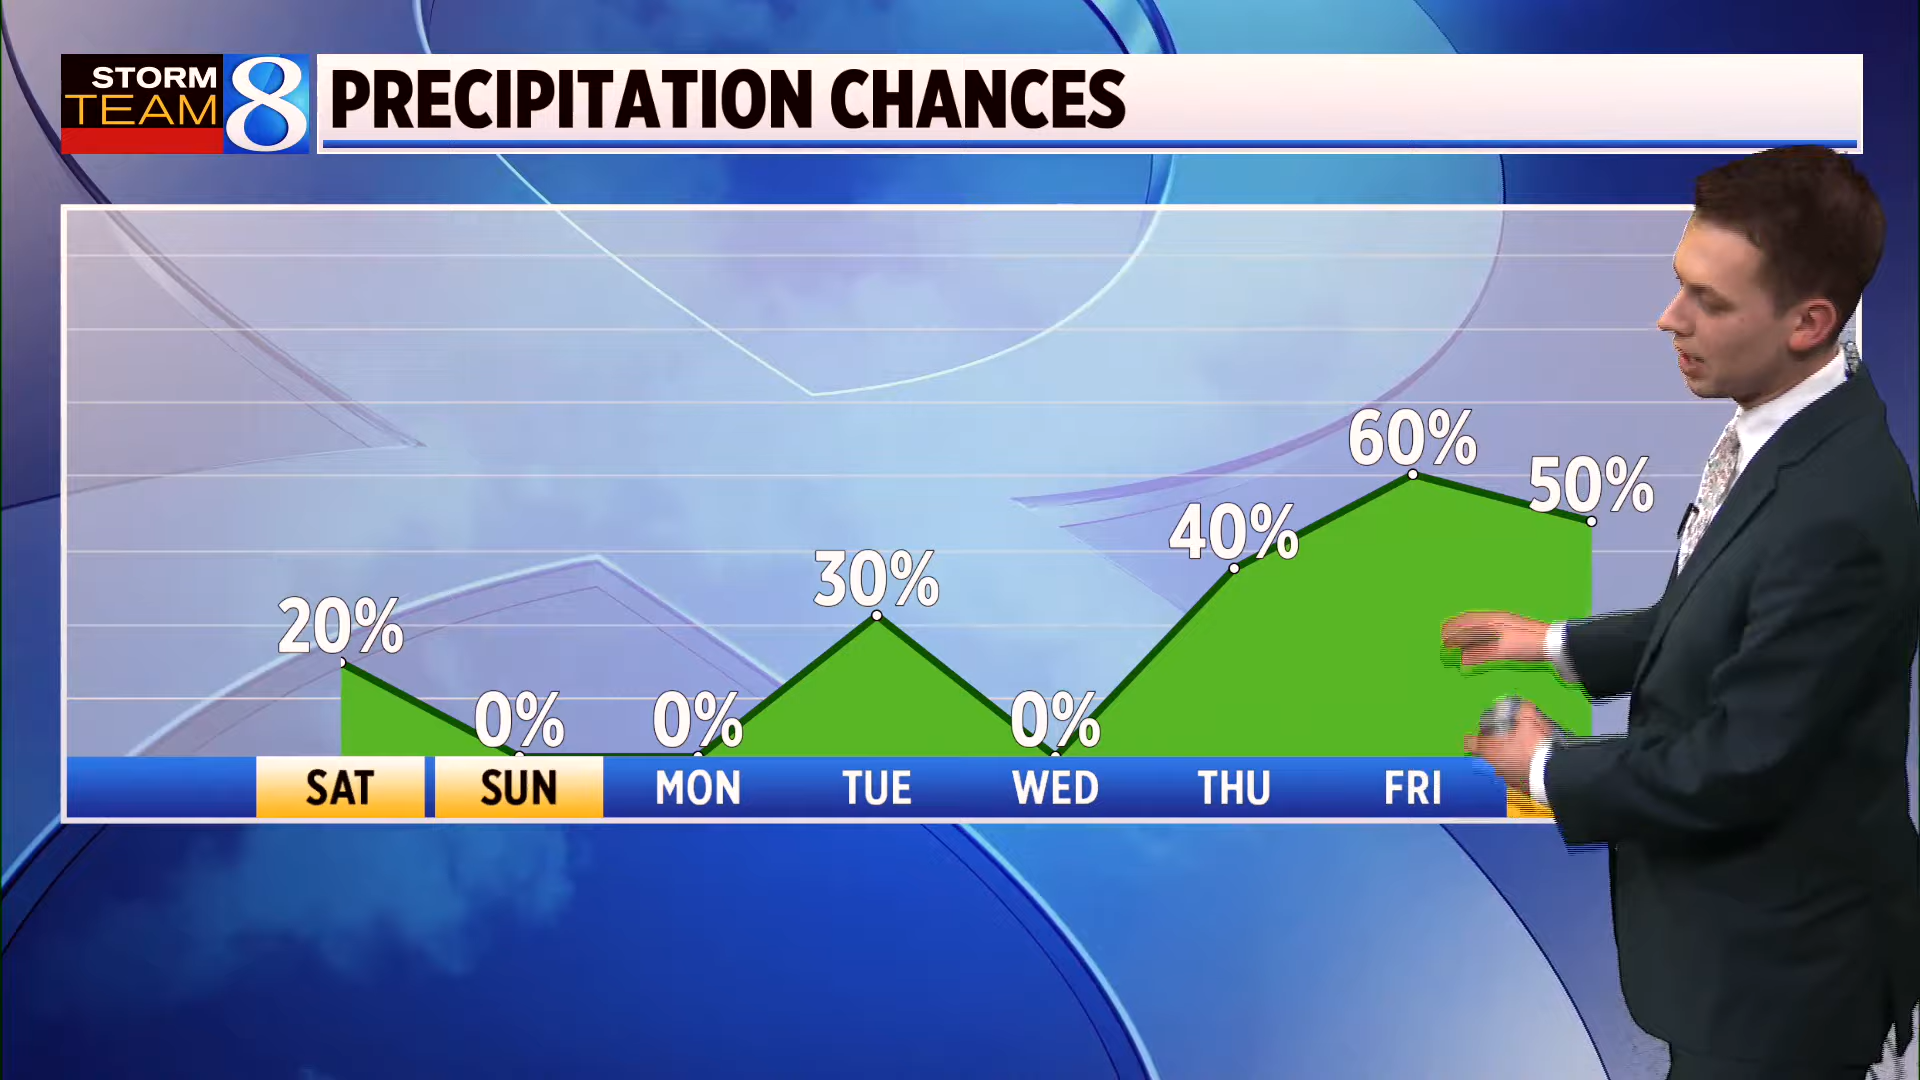 STORM
TEAM 8
PRECIPITATION CHANCES
20%
0%
0%
30%
0%
40%
60%
50%
SAT
SUN
MON
TUE
WED
THU
FRI